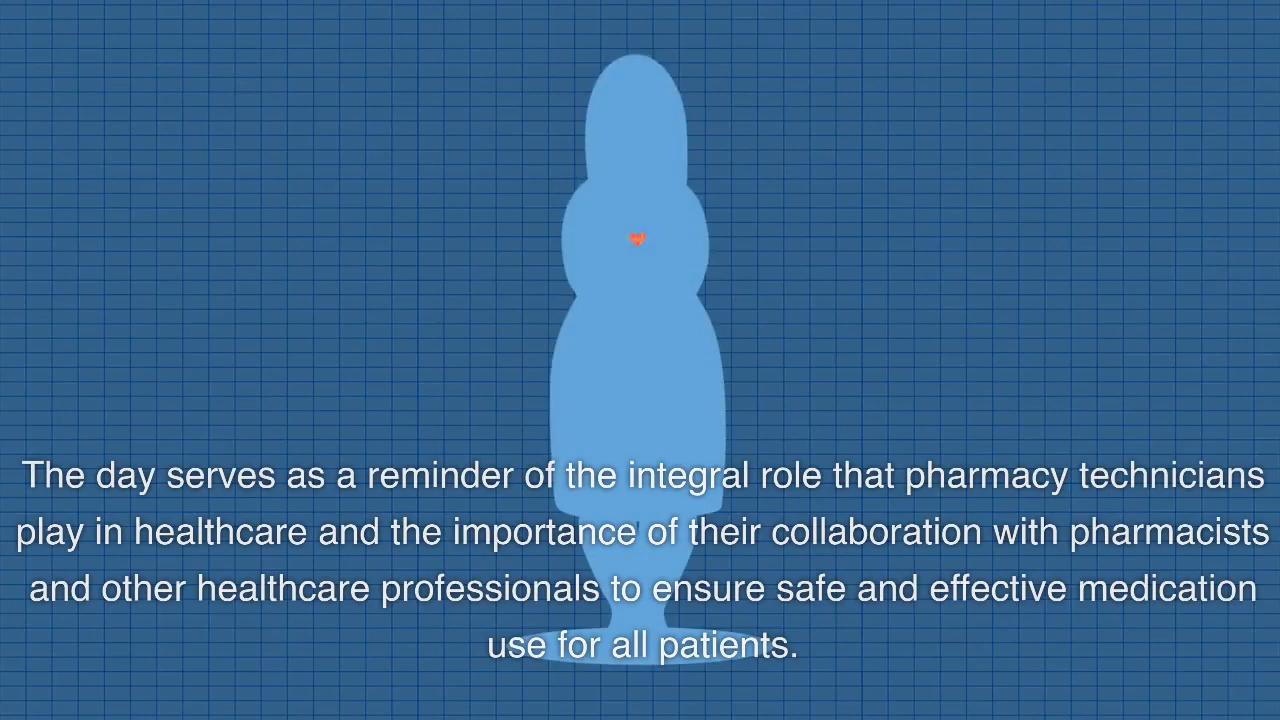 The day serves as a reminder of the integral role that pharmacy technicians
play in healthcare and the importance of their collaboration with pharmacists
and other healthcare professionals to ensure safe and effective medication
use for all patients.